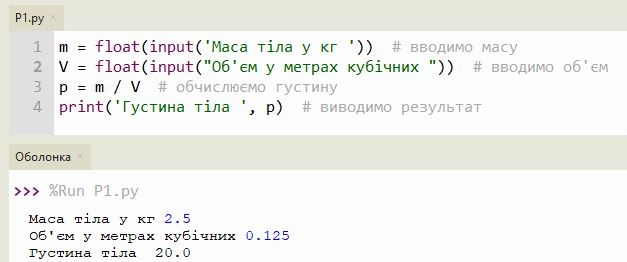 P1.py ×
1 m = float(input('Маса тіла у кг '))  # вводимо масу
2 V = float(input("Об'єм у метрах кубічних "))  # вводимо об'єм
3 p = m / V  # обчислюємо густину
4 print('Густина тіла ', p)  # виводимо результат
Оболонка ×
>>> %Run P1.py
Маса тіла у кг 2.5
Об'єм у метрах кубічних 0.125
Густина тіла  20.0